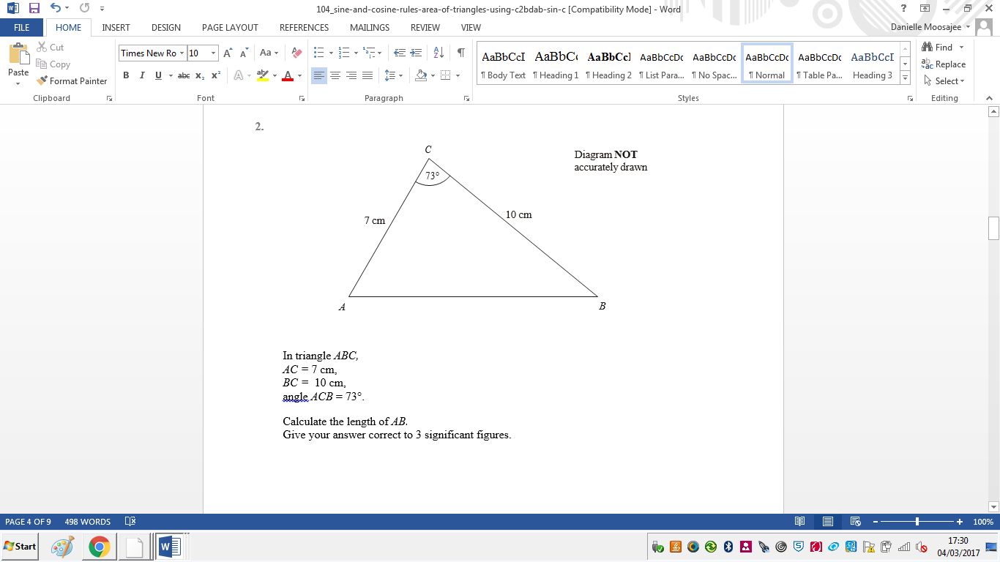 104_sine-and-cosine-rules-area-of-triangles-using-c2bdab-sin-c [Compatibility Mode] - Word
FILE HOME INSERT DESIGN PAGE LAYOUT REFERENCES MAILINGS REVIEW VIEW Danielle Moosajee
Paste
Cut
Copy
Format Painter
Clipboard
Times New Ro 10
Font
Paragraph
AaBbCcI AaBbC AaBbCcI AaBbCcDc AaBbCcDc AaBbCcDc AaBbCcDc AaBbCcI
¶ Body Text ¶ Heading 1 ¶ Heading 2 ¶ List Para... ¶ No Spac... ¶ Normal ¶ Table Pa... Heading 3
Styles
Find
Replace
Select
Editing
2.
C
Diagram NOT
accurately drawn
73°
7 cm
10 cm
A
B
In triangle ABC,
AC = 7 cm,
BC = 10 cm,
angle ACB = 73°.
Calculate the length of AB.
Give your answer correct to 3 significant figures.
PAGE 4 OF 9 498 WORDS 100%
Start
17:30
04/03/2017